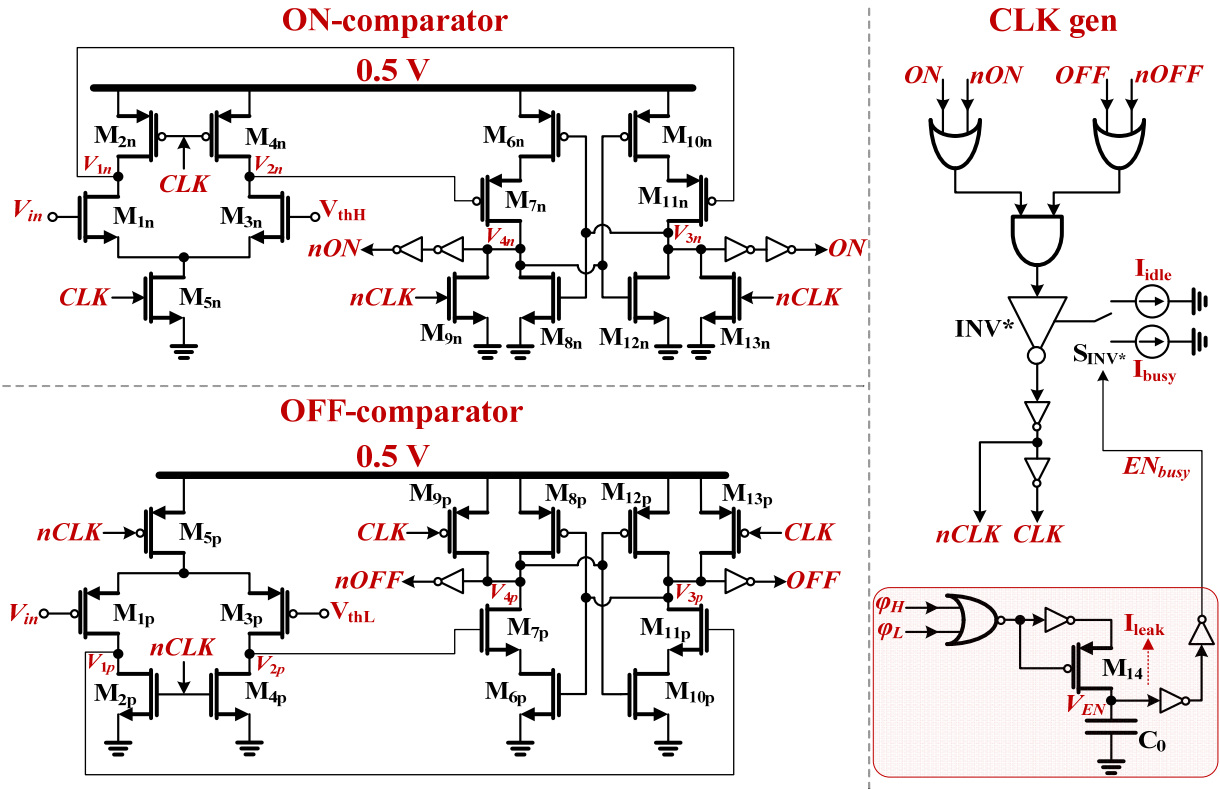 ON-comparator
0.5 V
M2n
M4n
V1n
V2n
CLK
Vin
M1n
M3n
VthH
CLK
M5n
M6n
M10n
M7n
M11n
nON
V4n
V3n
ON
nCLK
nCLK
M9n
M8n
M12n
M13n
OFF-comparator
0.5 V
nCLK
M5p
Vin
M1p
M3p
VthL
V1p
nCLK
V2p
M2p
M4p
M9p
M8p
M12p
M13p
CLK
CLK
nOFF
V4p
V3p
OFF
M7p
M11p
M6p
M10p
CLK gen
ON
nON
OFF
nOFF
INV*
Iidle
SINV*
Ibusy
ENbusy
nCLK
CLK
φH
φL
Ileak
M14
VEN
C0